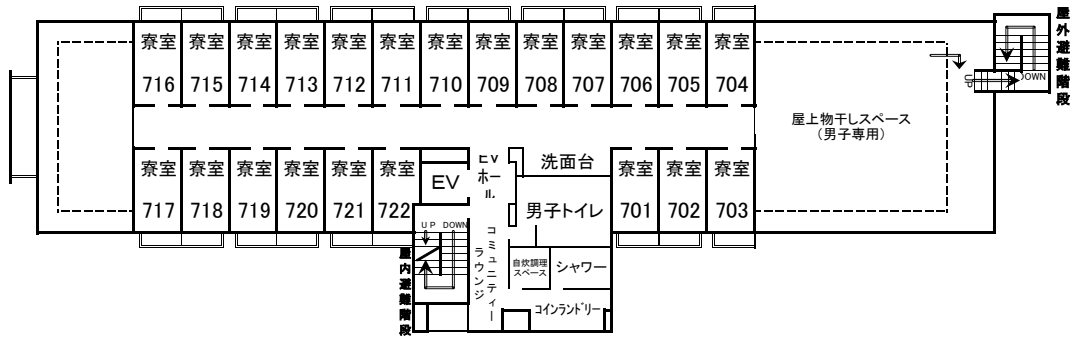 寮室 寮室 寮室 寮室 寮室 寮室 寮室 寮室 寮室 寮室 寮室 寮室 寮室
716 715 714 713 712 711 710 709 708 707 706 705 704
屋外避難階段
UP
DOWN
屋上物干しスペース
(男子専用)
寮室 寮室 寮室 寮室 寮室 寮室
717 718 719 720 721 722
EV
EVホール
洗面台
男子トイレ
寮室 寮室 寮室
701 702 703
UP DOWN
屋内避難階段
コミュニティー
ラウンジ
自炊調理
スペース
シャワー
コインランドリー